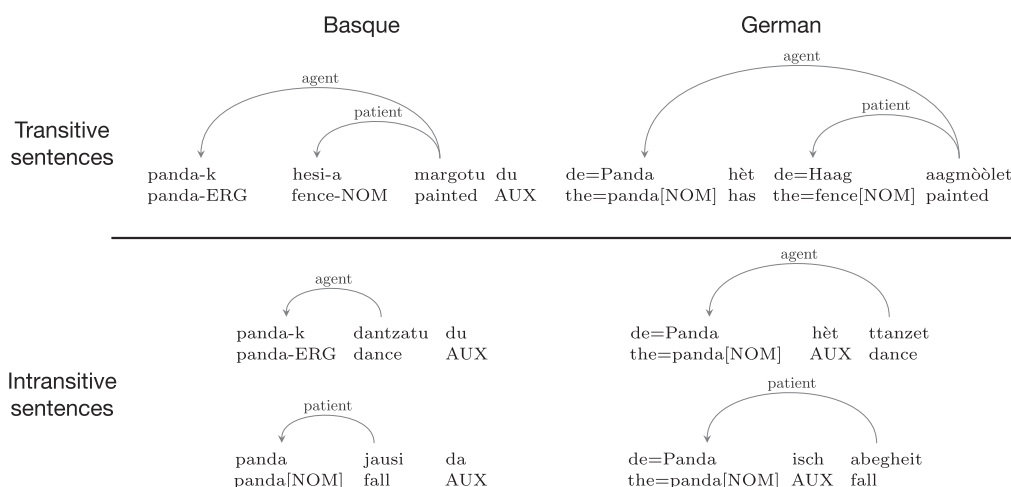 Basque
German
Transitive
sentences
agent
patient
panda-k hesi-a margotu du
panda-ERG fence-NOM painted AUX
agent
patient
de=Panda hèt de=Haag aagmòòlet
the=panda[NOM] has the=fence[NOM] painted
Intransitive
sentences
agent
panda-k dantzatu du
panda-ERG dance AUX
agent
de=Panda hèt ttanzet
the=panda[NOM] AUX dance
patient
panda jausi da
panda[NOM] fall AUX
patient
de=Panda isch abegheit
the=panda[NOM] AUX fall